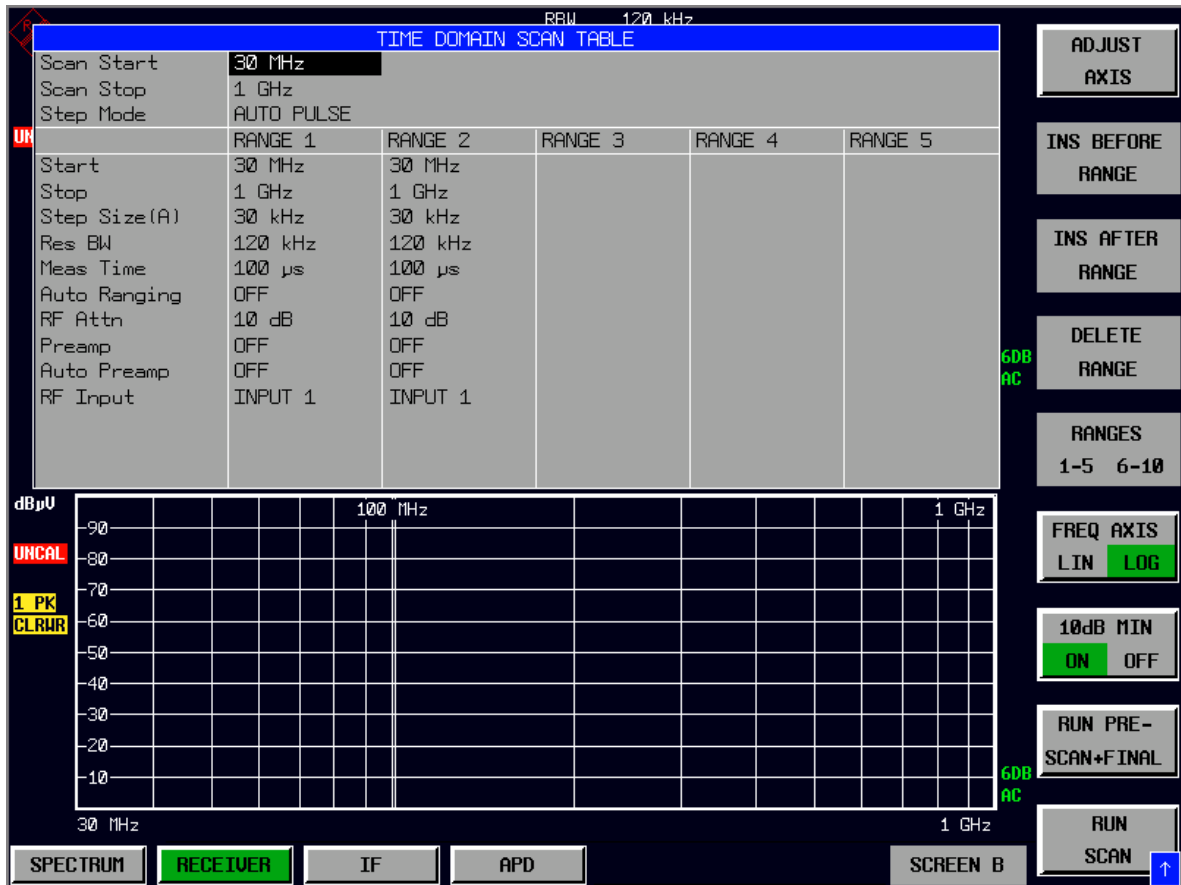 RBW 120 kHz
TIME DOMAIN SCAN TABLE
Scan Start 30 MHz
Scan Stop 1 GHz
Step Mode AUTO PULSE
UN
RANGE 1 RANGE 2 RANGE 3 RANGE 4 RANGE 5
Start 30 MHz 30 MHz
Stop 1 GHz 1 GHz
Step Size(A) 30 kHz 30 kHz
Res BW 120 kHz 120 kHz
Meas Time 100 µs 100 µs
Auto Ranging OFF OFF
RF Attn 10 dB 10 dB
Preamp OFF OFF
Auto Preamp OFF OFF
RF Input INPUT 1 INPUT 1
6DB
AC
dBµV
100 MHz 1 GHz
-90
UNCAL
-80
-70
1 PK
CLRWR
-60
-50
-40
-30
-20
-10
6DB
AC
30 MHz 1 GHz
SPECTRUM RECEIVER IF APD SCREEN B
ADJUST
AXIS
INS BEFORE
RANGE
INS AFTER
RANGE
DELETE
RANGE
RANGES
1-5 6-10
FREQ AXIS
LIN LOG
10dB MIN
ON OFF
RUN PRE-
SCAN+FINAL
RUN
SCAN
↑